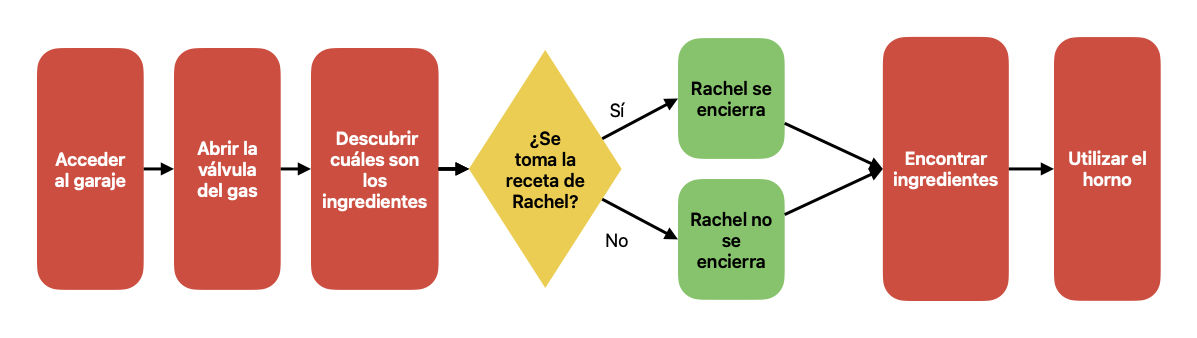 Acceder
al garaje
Abrir la
válvula
del gas
Descubrir
cuáles son
los
ingredientes
¿Se
toma la
receta de
Rachel?
Sí
No
Rachel se
encierra
Rachel no
se
encierra
Encontrar
ingredientes
Utilizar el
horno